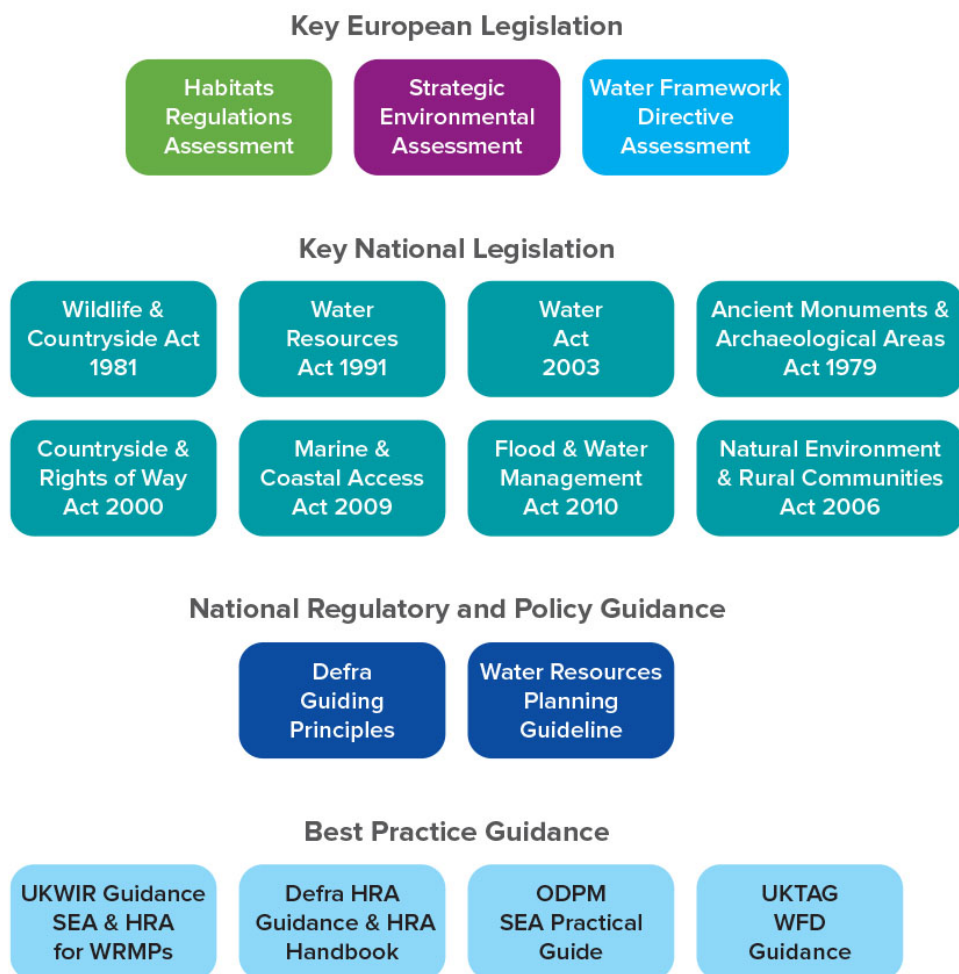 Key European Legislation
Habitats
Regulations
Assessment
Strategic
Environmental
Assessment
Water Framework
Directive
Assessment
Key National Legislation
Wildlife &
Countryside Act
1981
Water
Resources
Act 1991
Water
Act
2003
Ancient Monuments &
Archaeological Areas
Act 1979
Countryside &
Rights of Way
Act 2000
Marine &
Coastal Access
Act 2009
Flood & Water
Management
Act 2010
Natural Environment
& Rural Communities
Act 2006
National Regulatory and Policy Guidance
Defra
Guiding
Principles
Water Resources
Planning
Guideline
Best Practice Guidance
UKWIR Guidance
SEA & HRA
for WRMPs
Defra HRA
Guidance & HRA
Handbook
ODPM
SEA Practical
Guide
UKTAG
WFD
Guidance